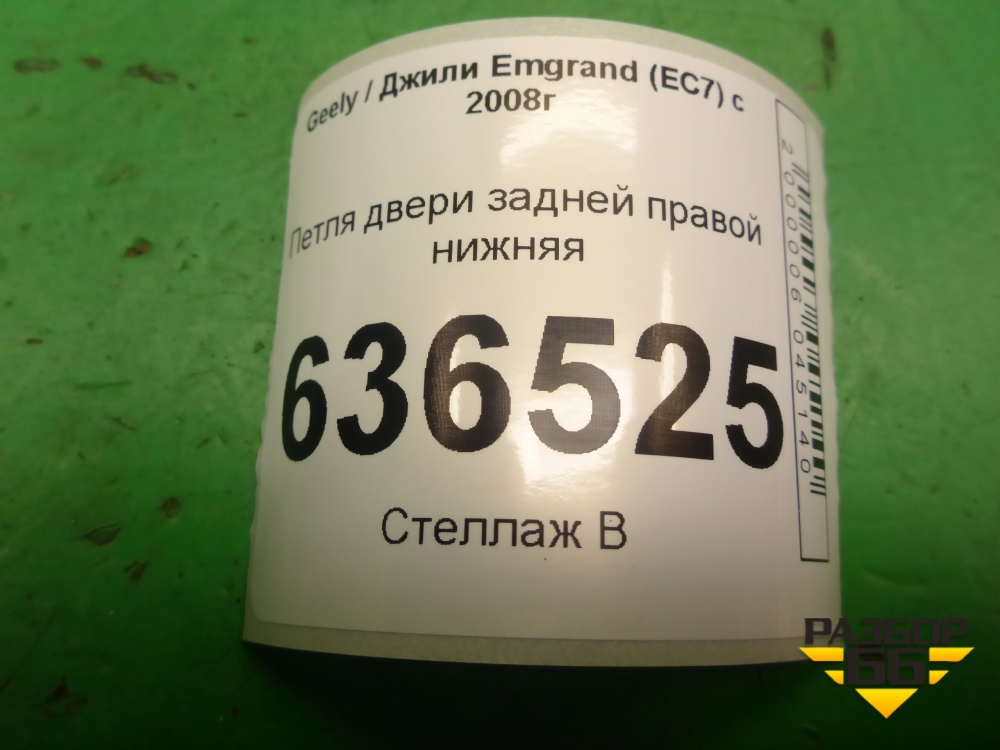 Geely / Джили Emgrand (EC7) с
2008г
Петля двери задней правой
нижняя
636525
Стеллаж В
2000006045140
РАЗБОР
66